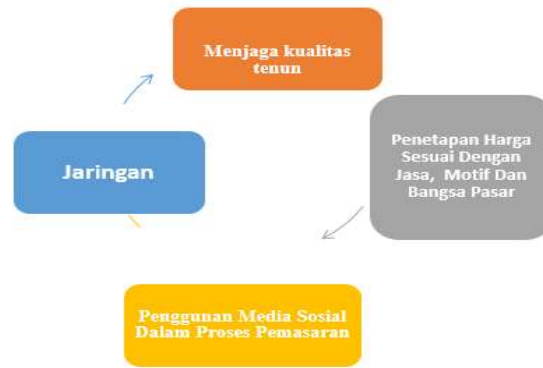 Menjaga kualitas
tenun
Penetapan Harga
Sesuai Dengan
Jasa, Motif Dan
Bangsa Pasar
Jaringan
Penggunan Media Sosial
Dalam Proses Pemasaran